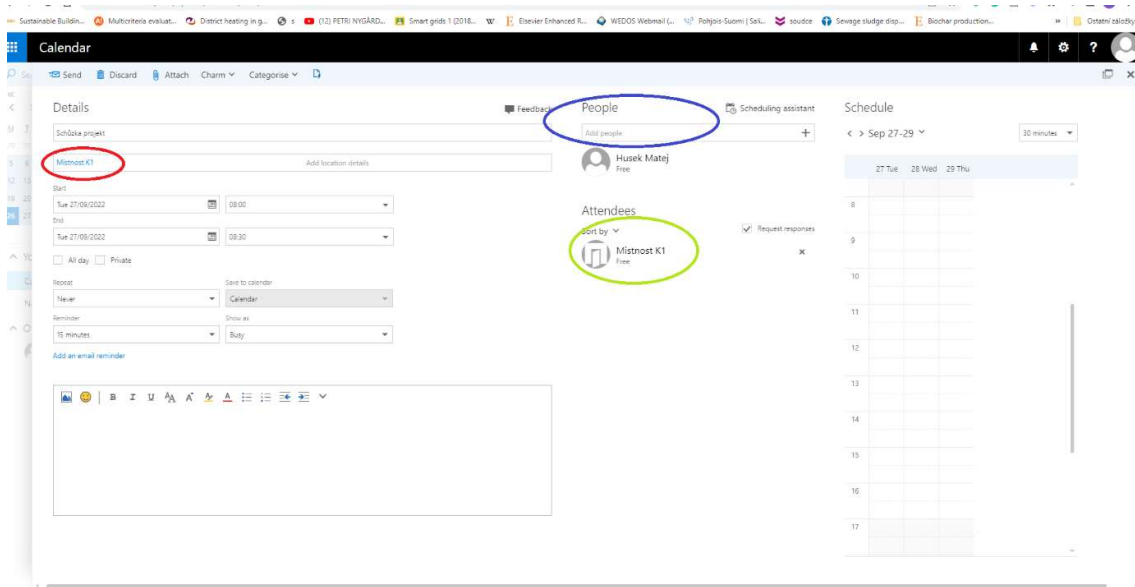 Sustainable Buildin... Multicriteria evaluat... District heating in g... s (12) PETRI NYGÅRD... Smart grids 1 (2018... W Elsevier Enhanced R... WEDOS Webmail (... Pohjois-Suomi | Sali... soudce Sewage sludge disp... Biochar production... » Ostatní záložky
Calendar
?
Send Discard Attach Charm Categorise
Details
Feedback
Schůzka projekt
Mistnost K1 Add location details
Start
Tue 27/09/2022 08:00
End
Tue 27/09/2022 08:30
All day Private
Repeat Save to calendar
Never Calendar
Reminder Show as
15 minutes Busy
Add an email reminder
B I U
People
Scheduling assistant
Add people
Husek Matej
Free
Attendees
Sort by
Request responses
Mistnost K1
Free
Schedule
Sep 27-29
30 minutes
27 Tue 28 Wed 29 Thu
8
9
10
11
12
13
14
15
16
17